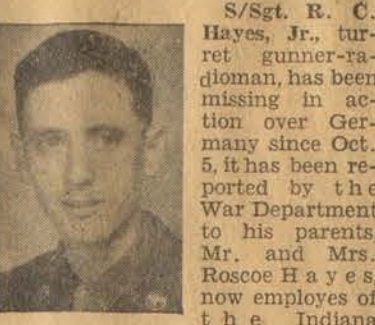 S/Sgt. R. C.
Hayes, Jr., tur-
ret gunner-ra-
dioman, has been
missing in ac-
tion over Ger-
many since Oct.
5, it has been re-
ported by the
War Department
to his parents
Mr. and Mrs.
Roscoe Hayes,
now employes of
the Indiana